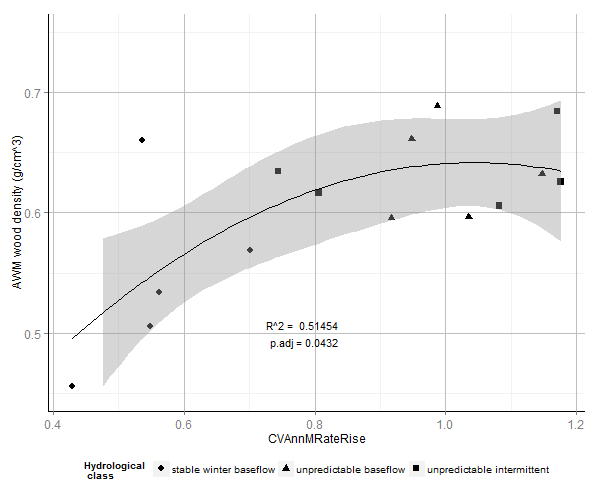 0.7
0.6
0.5
AWM wood density (g/cm^3)
R^2 = 0.51454
p.adj = 0.0432
0.4 0.6 0.8 1.0 1.2
CVAnnMRateRise
Hydrological
class
stable winter baseflow unpredictable baseflow unpredictable intermittent